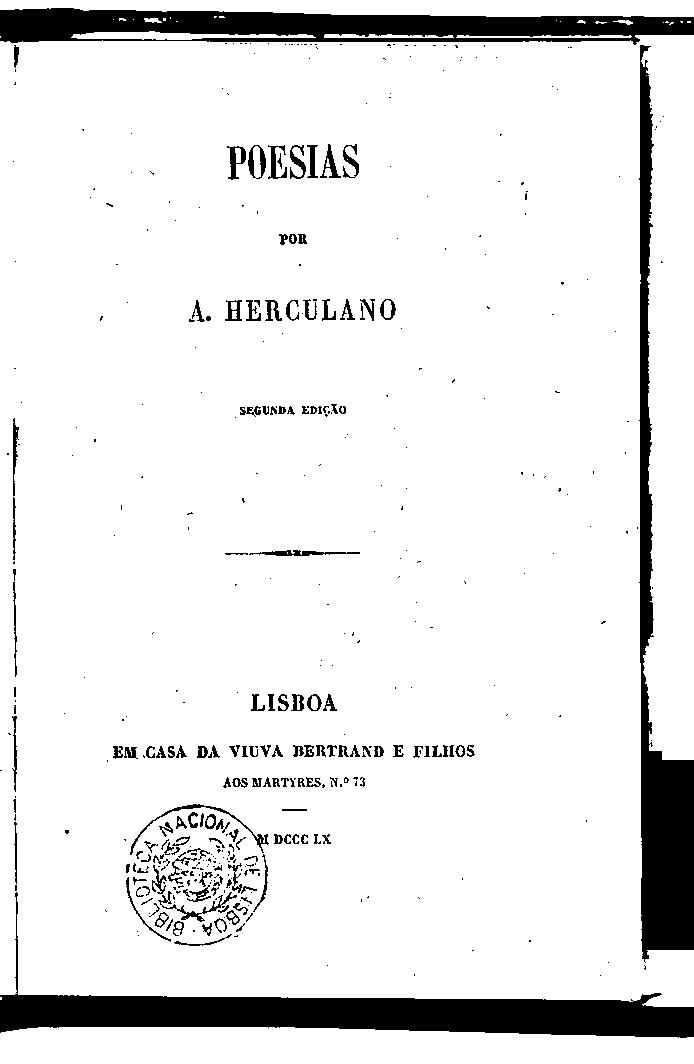 POESIAS
POR
A. HERCULANO
SEGUNDA EDIÇÃO
LISBOA
EM CASA DA VIUVA BERTRAND E FILHOS
AOS MARTYRES, N.º 73
M DCCC LX
BIBLIOTECA NACIONAL DE LISBOA